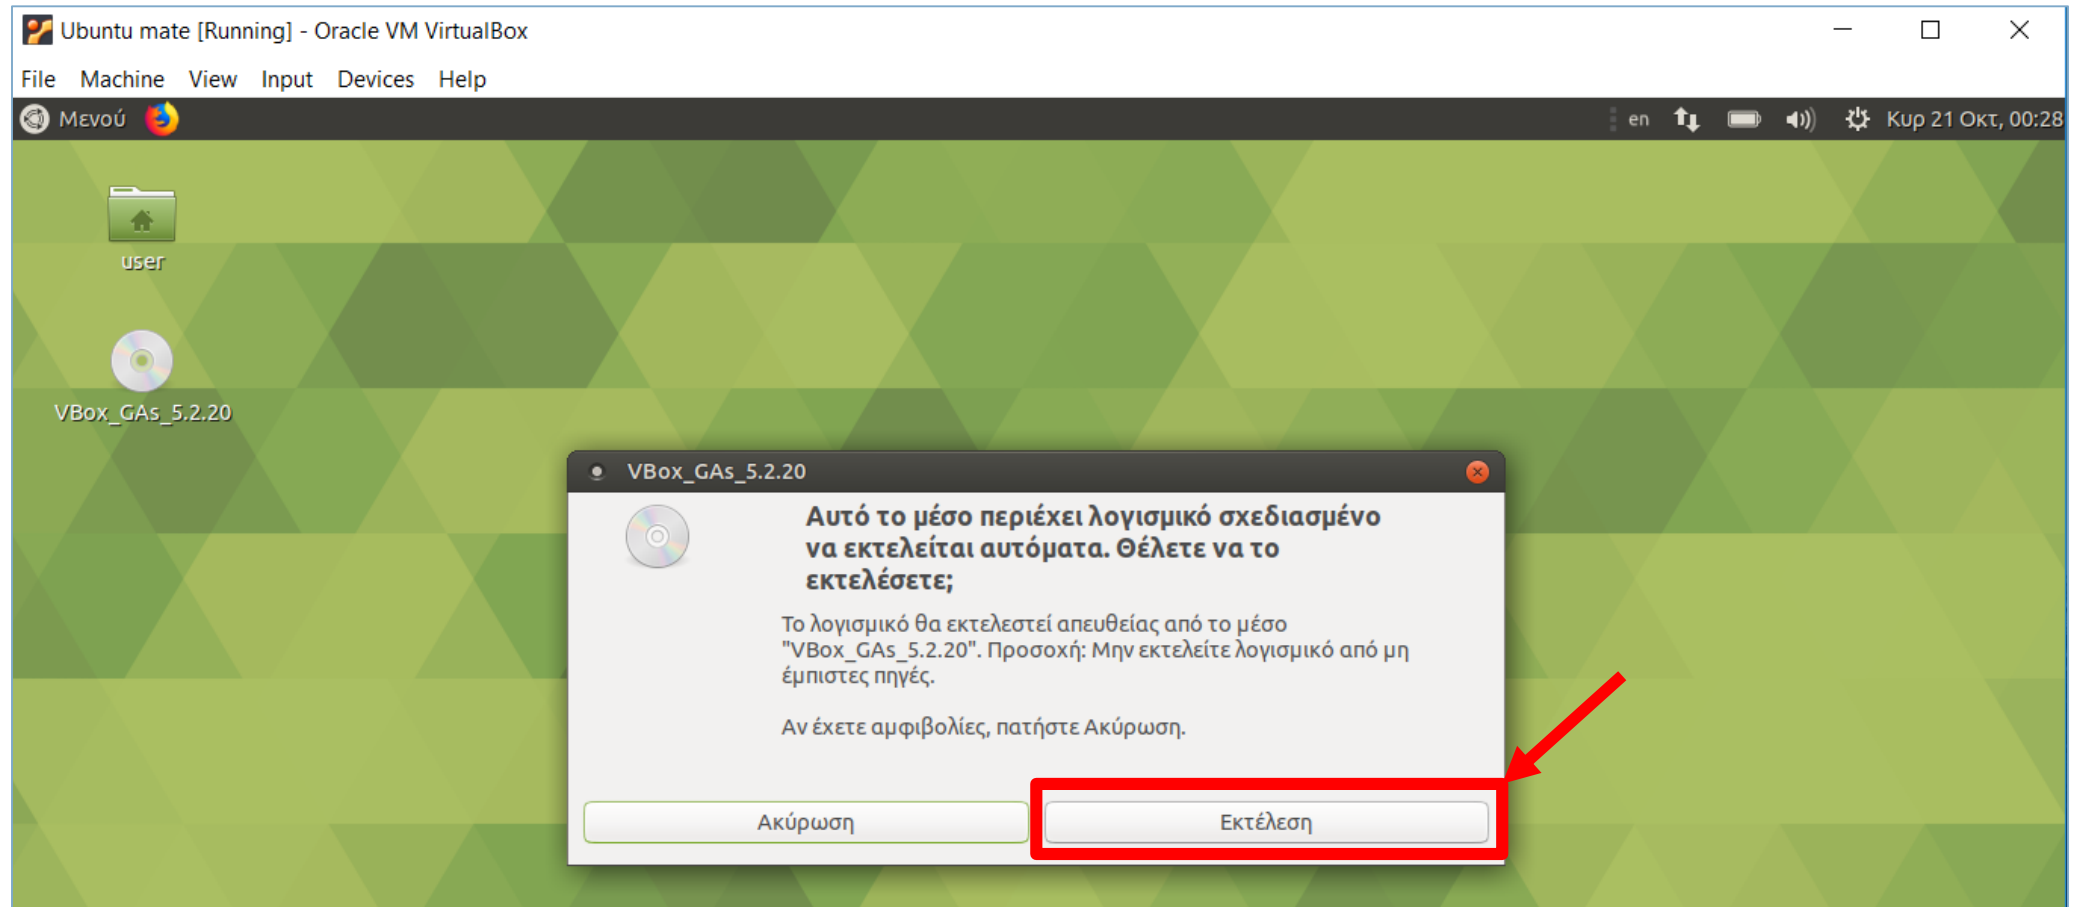 Ubuntu mate [Running] - Oracle VM VirtualBox
File Machine View Input Devices Help
Μενού en Κυρ 21 Οκτ, 00:28
user
VBox_GAs_5.2.20
VBox_GAs_5.2.20
Αυτό το μέσο περιέχει λογισμικό σχεδιασμένο
να εκτελείται αυτόματα. Θέλετε να το
εκτελέσετε;
Το λογισμικό θα εκτελεστεί απευθείας από το μέσο
"VBox_GAs_5.2.20". Προσοχή: Μην εκτελείτε λογισμικό από μη
έμπιστες πηγές.
Αν έχετε αμφιβολίες, πατήστε Ακύρωση.
Ακύρωση Εκτέλεση